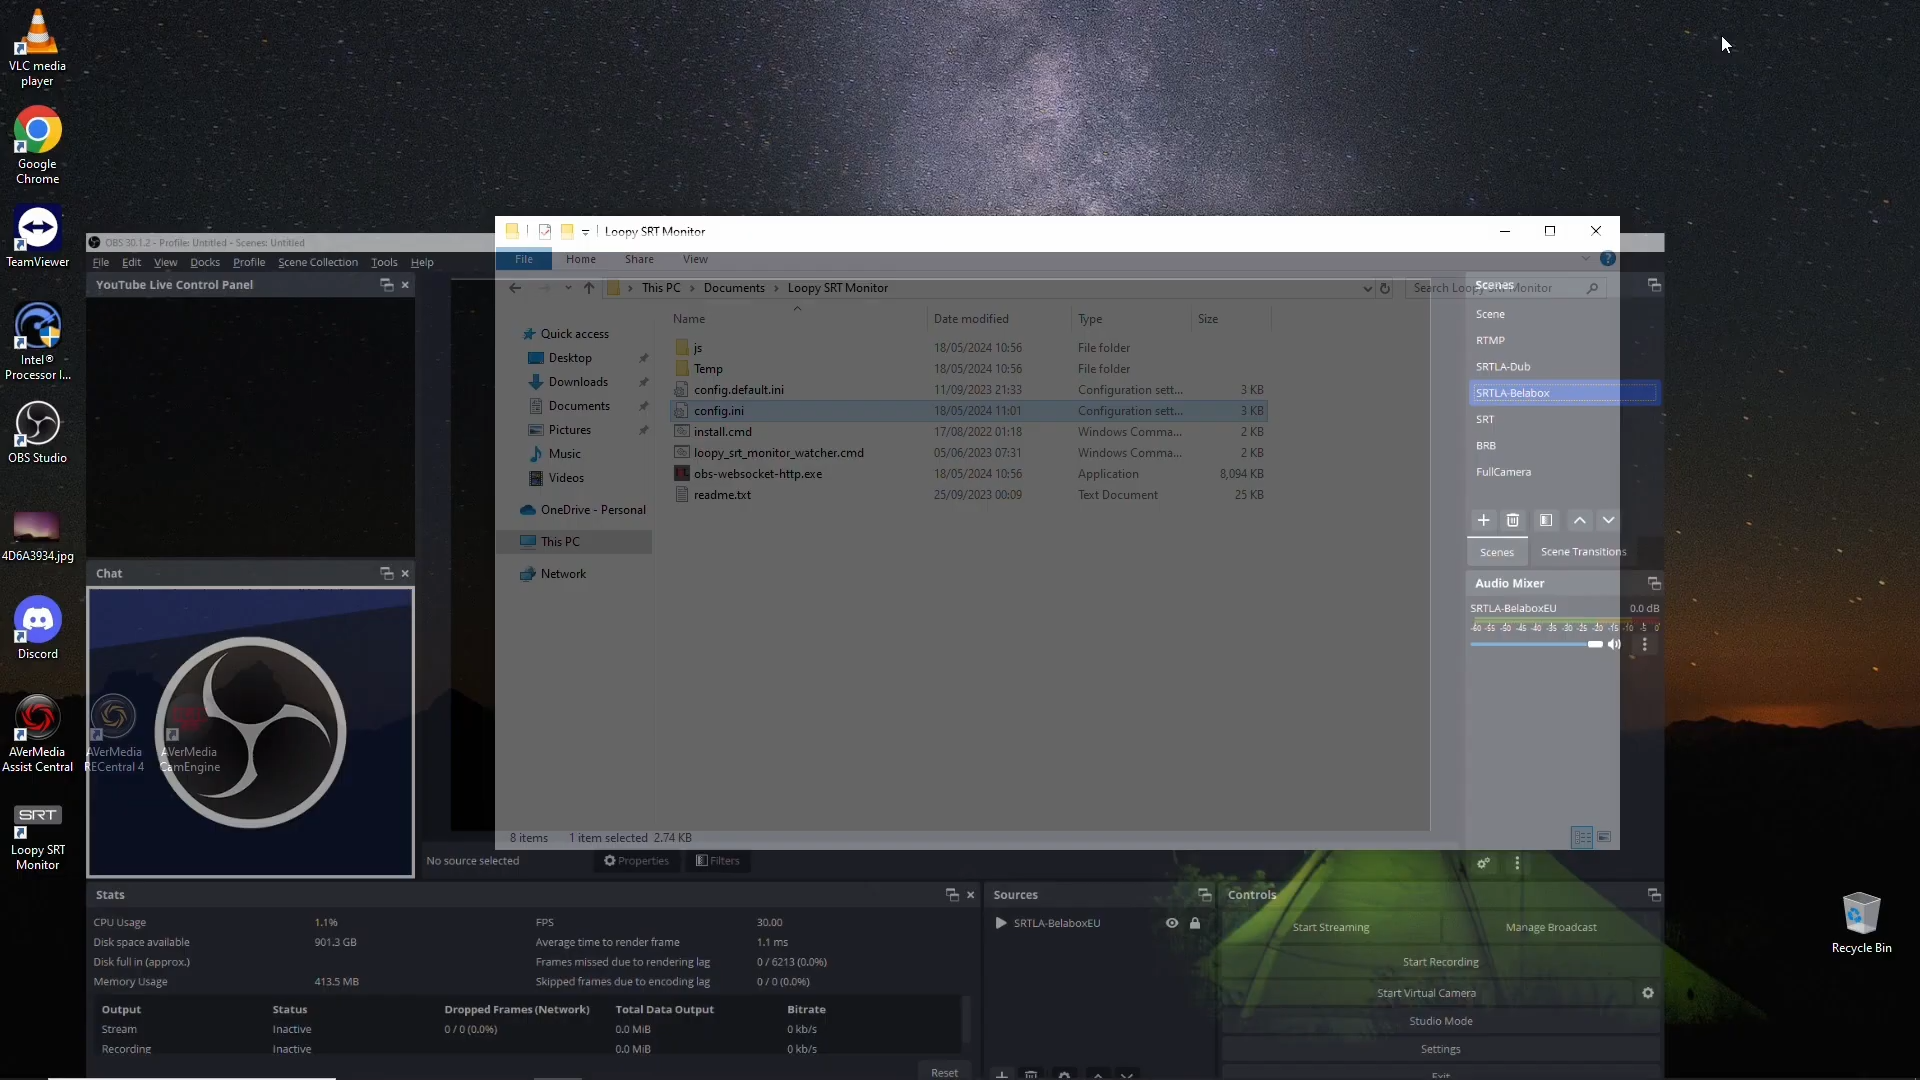 VLC media
player
Google
Chrome
TeamViewer
Intel®
Processor I...
OBS Studio
4D6A3934.jpg
Discord
AVerMedia
Assist Central
AVerMedia
RECentral 4
AVerMedia
CamEngine
SRT
Loopy SRT
Monitor
Recycle Bin
OBS 30.1.2 - Profile: Untitled - Scenes: Untitled
File Edit View Docks Profile Scene Collection Tools Help
YouTube Live Control Panel
Chat
Loopy SRT Monitor
File Home Share View
This PC > Documents > Loopy SRT Monitor
Search Loopy SRT Monitor
Quick access
Desktop
Downloads
Documents
Pictures
Music
Videos
OneDrive - Personal
This PC
Network
Name Date modified Type Size
js 18/05/2024 10:56 File folder
Temp 18/05/2024 10:56 File folder
config.default.ini 11/09/2023 21:33 Configuration sett... 3 KB
config.ini 18/05/2024 11:01 Configuration sett... 3 KB
install.cmd 17/08/2022 01:18 Windows Comma... 2 KB
loopy_srt_monitor_watcher.cmd 05/06/2023 07:31 Windows Comma... 2 KB
obs-websocket-http.exe 18/05/2024 10:56 Application 8,094 KB
readme.txt 25/09/2023 00:09 Text Document 25 KB
8 items 1 item selected 2.74 KB
Scenes
Scene
RTMP
SRTLA-Dub
SRTLA-Belabox
SRT
BRB
FullCamera
Scenes Scene Transitions
Audio Mixer
SRTLA-BelaboxEU 0.0 dB
-60 -55 -50 -45 -40 -35 -30 -25 -20 -15 -10 -5 0
No source selected Properties Filters
Stats
CPU Usage 1.1%
Disk space available 901.3 GB
Disk full in (approx.)
Memory Usage 413.5 MB
FPS 30.00
Average time to render frame 1.1 ms
Frames missed due to rendering lag 0 / 6213 (0.0%)
Skipped frames due to encoding lag 0 / 0 (0.0%)
Output Status Dropped Frames (Network) Total Data Output Bitrate
Stream Inactive 0 / 0 (0.0%) 0.0 MiB 0 kb/s
Recording Inactive 0.0 MiB 0 kb/s
Reset
Sources
SRTLA-BelaboxEU
Controls
Start Streaming Manage Broadcast
Start Recording
Start Virtual Camera
Studio Mode
Settings
Exit